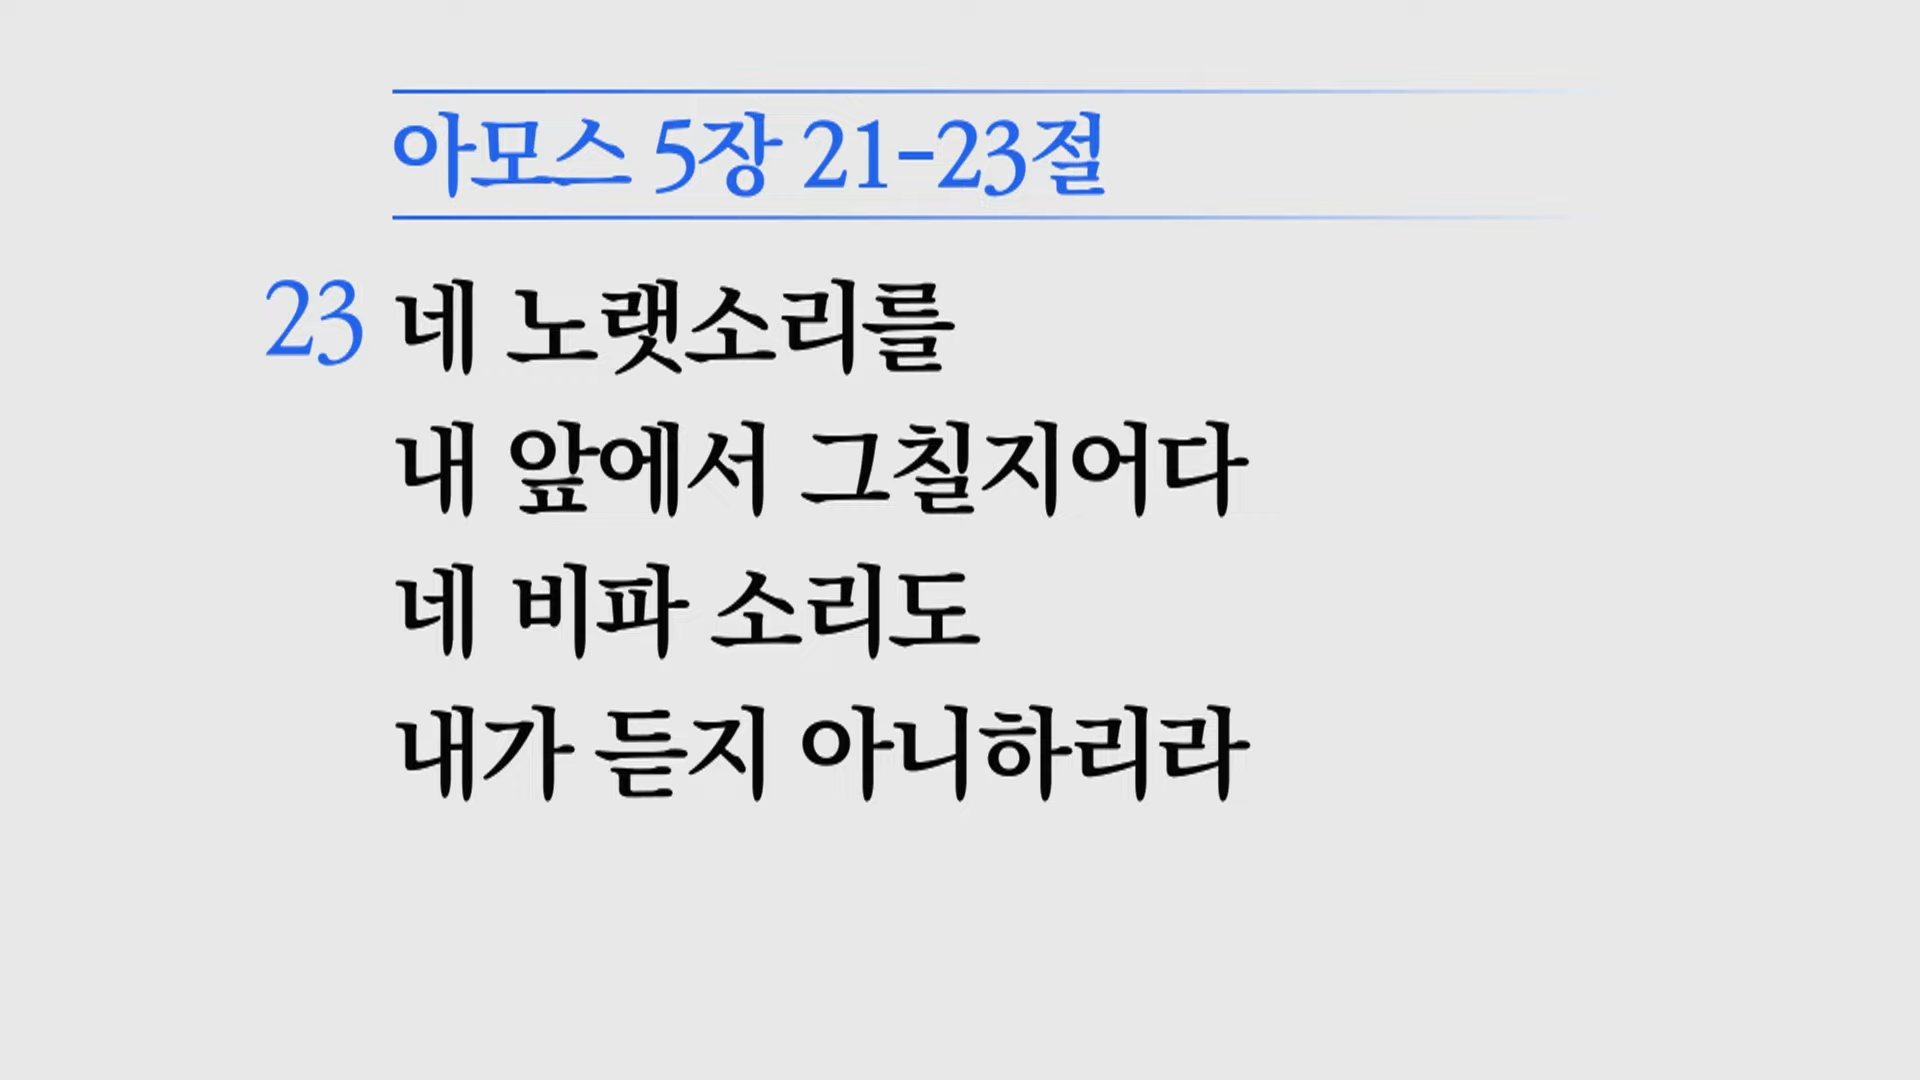 아모스 5장 21-23절
23 네 노랫소리를
내 앞에서 그칠지어다
네 비파 소리도
내가 듣지 아니하리라